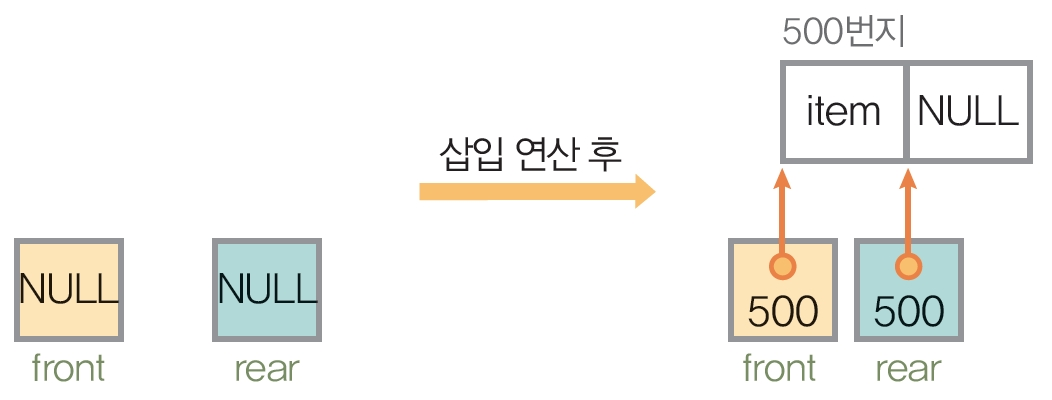 500번지
item NULL
삽입 연산 후
NULL NULL
500 500
front rear
front rear